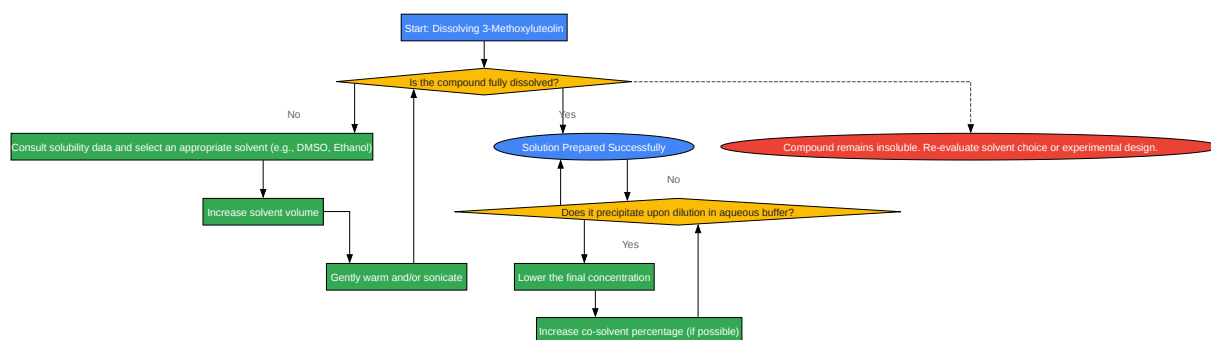 Start: Dissolving 3-Methoxyluteolin
Is the compound fully dissolved?
No
Yes
Consult solubility data and select an appropriate solvent (e.g., DMSO, Ethanol)
Solution Prepared Successfully
Compound remains insoluble. Re-evaluate solvent choice or experimental design.
No
Increase solvent volume
Does it precipitate upon dilution in aqueous buffer?
Yes
Gently warm and/or sonicate
Lower the final concentration
Increase co-solvent percentage (if possible)